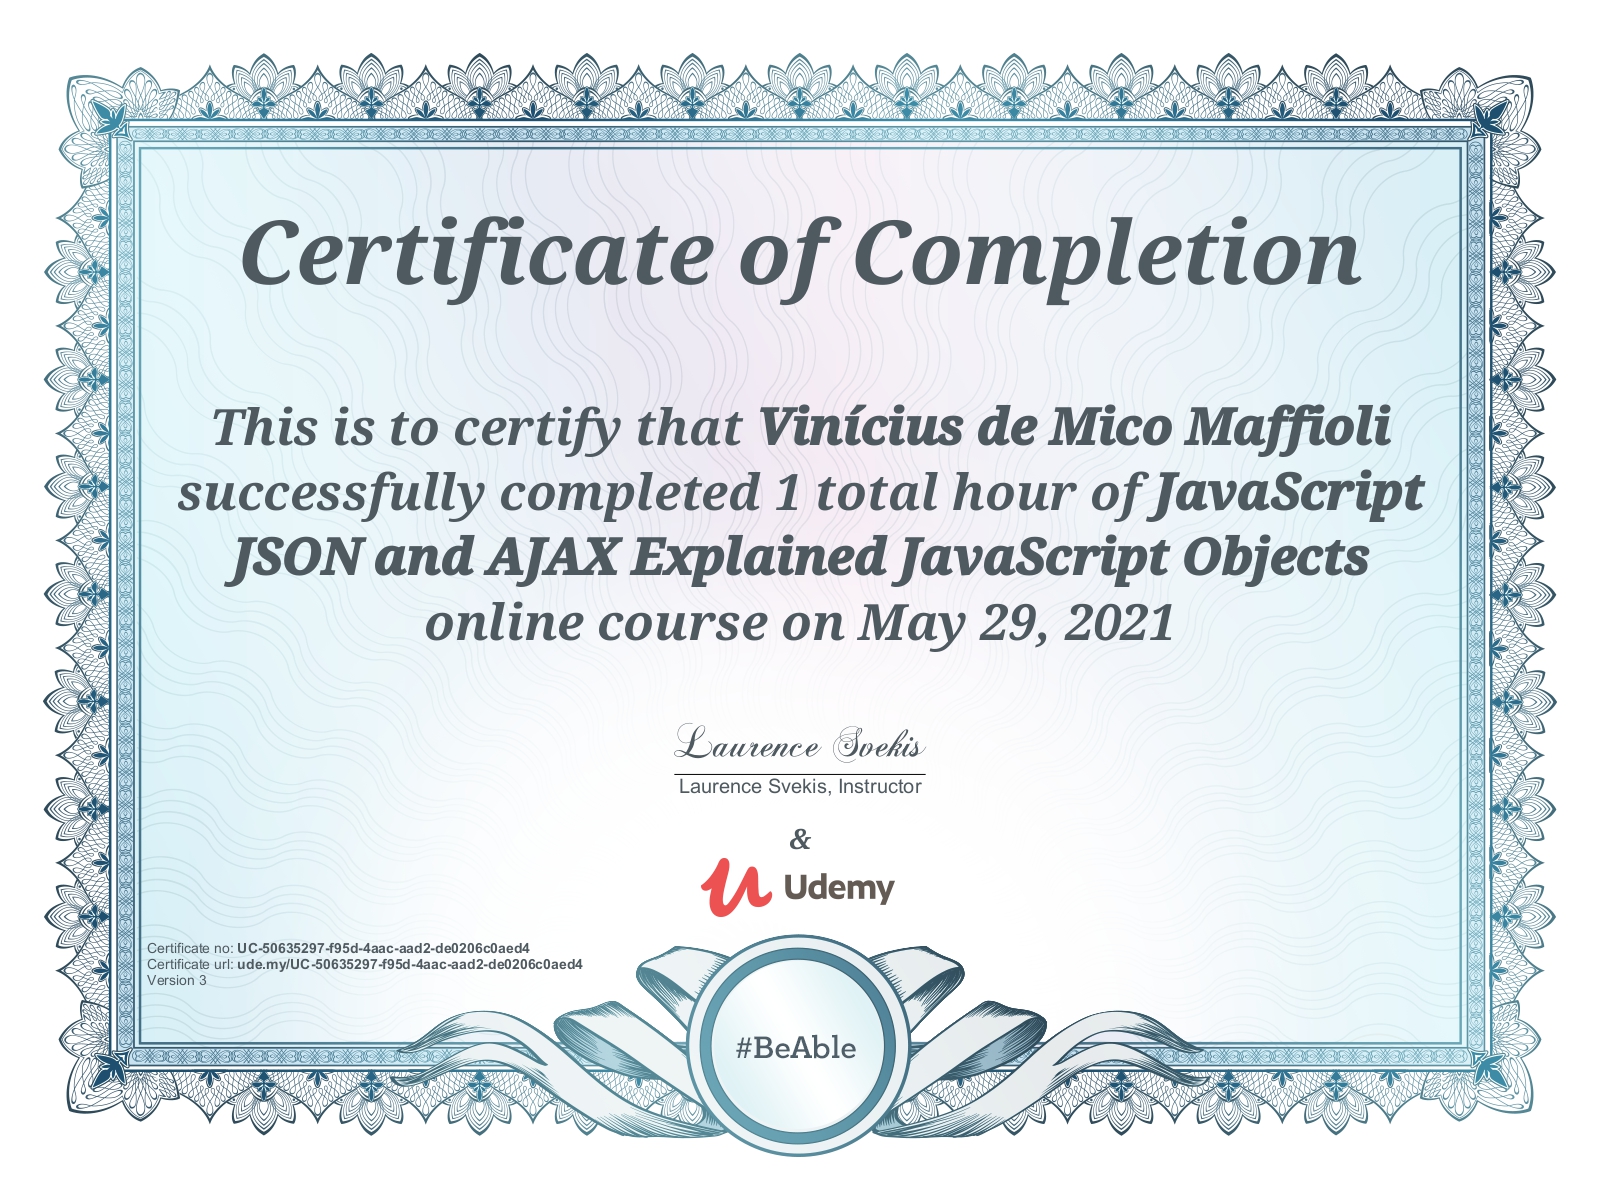 Certificate of Completion
This is to certify that Vinícius de Mico Maffioli
successfully completed 1 total hour of JavaScript
JSON and AJAX Explained JavaScript Objects
online course on May 29, 2021
Laurence Svekis
Laurence Svekis, Instructor
&
Udemy
Certificate no: UC-50635297-f95d-4aac-aad2-de0206c0aed4
Certificate url: ude.my/UC-50635297-f95d-4aac-aad2-de0206c0aed4
Version 3
#BeAble